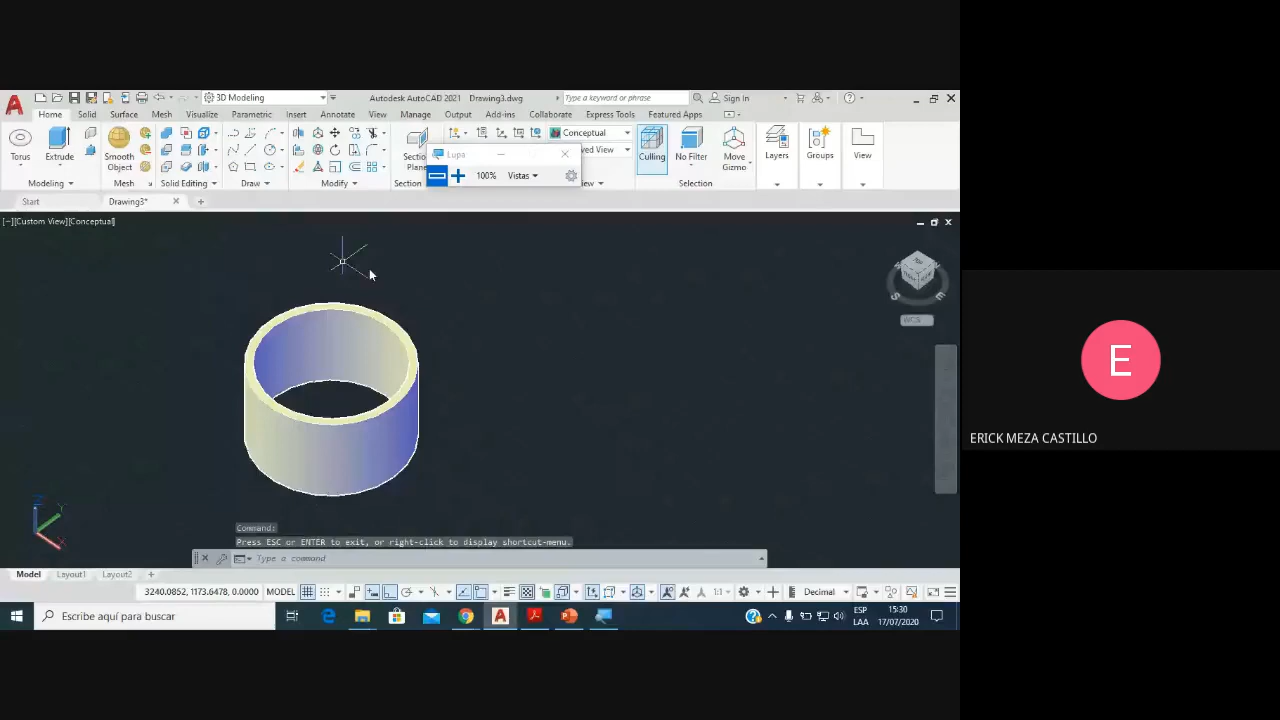 3D Modeling
Autodesk AutoCAD 2021 Drawing3.dwg
Type a keyword or phrase
Sign In
Home Solid Surface Mesh Visualize Parametric Insert Annotate View Manage Output Add-ins Collaborate Express Tools Featured Apps
Torus
Extrude
Smooth
Object
Section
Plane
Lupa
100%
Vistas
Conceptual
Culling
No Filter
Move
Gizmo
Layers
Groups
View
Modeling
Mesh
Solid Editing
Draw
Modify
Section
Selection
Start
Drawing3*
[−][Custom View][Conceptual]
S
E
WCS
Z
Y
X
E
ERICK MEZA CASTILLO
Command:
Press ESC or ENTER to exit, or right-click to display shortcut-menu.
Type a command
Model
Layout1
Layout2
3240.0852, 1173.6478, 0.0000
MODEL
1:1
Decimal
Escribe aquí para buscar
ESP
LAA
15:30
17/07/2020